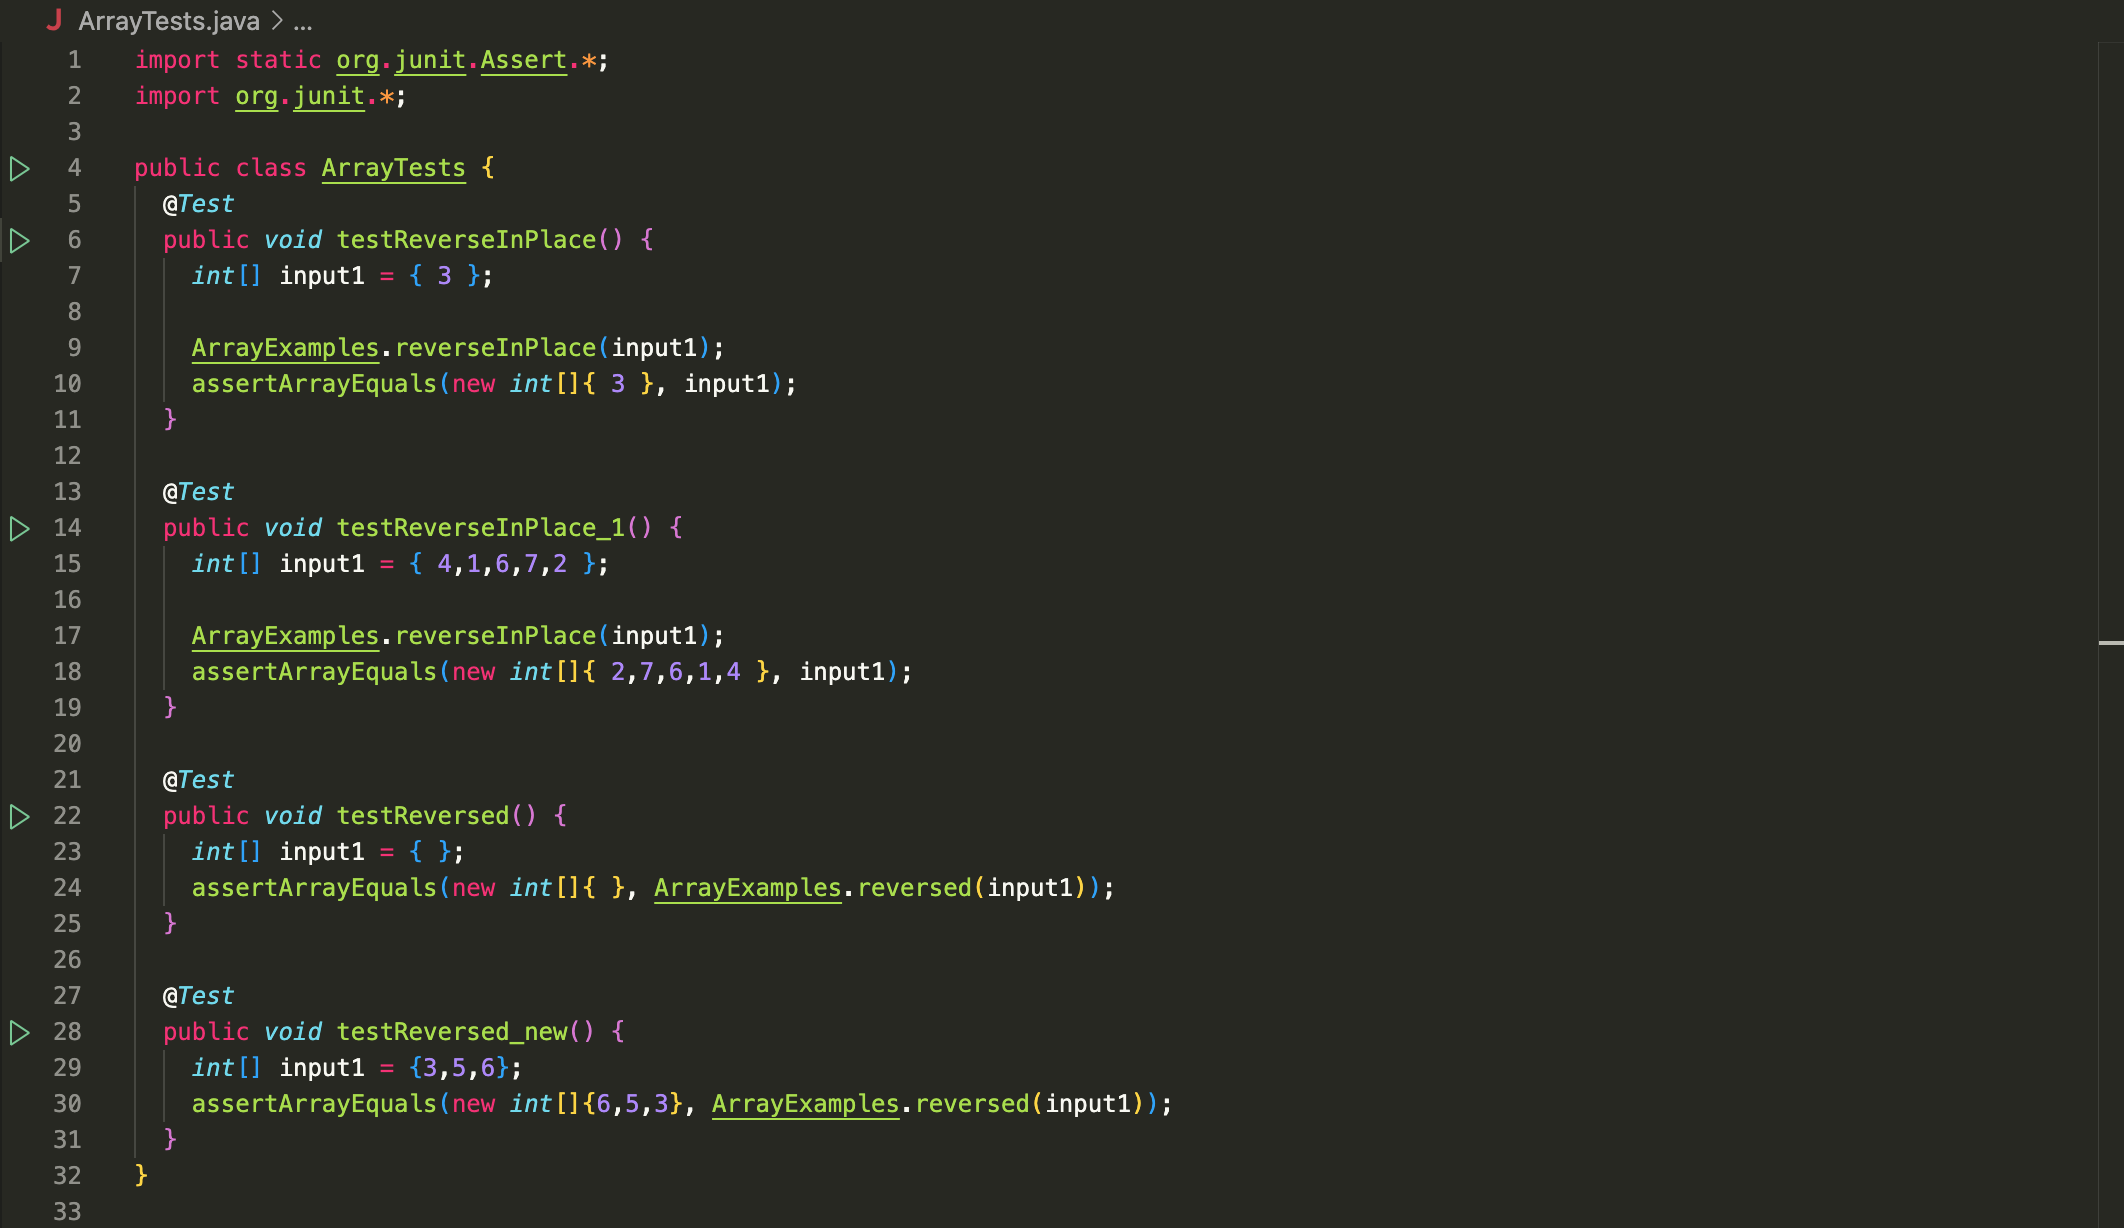 J ArrayTests.java > ...
1 import static org.junit.Assert.*;
2 import org.junit.*;
3
4 public class ArrayTests {
5   @Test
6   public void testReverseInPlace() {
7     int[] input1 = { 3 };
8
9     ArrayExamples.reverseInPlace(input1);
10     assertArrayEquals(new int[]{ 3 }, input1);
11   }
12
13   @Test
14   public void testReverseInPlace_1() {
15     int[] input1 = { 4,1,6,7,2 };
16
17     ArrayExamples.reverseInPlace(input1);
18     assertArrayEquals(new int[]{ 2,7,6,1,4 }, input1);
19   }
20
21   @Test
22   public void testReversed() {
23     int[] input1 = { };
24     assertArrayEquals(new int[]{ }, ArrayExamples.reversed(input1));
25   }
26
27   @Test
28   public void testReversed_new() {
29     int[] input1 = {3,5,6};
30     assertArrayEquals(new int[]{6,5,3}, ArrayExamples.reversed(input1));
31   }
32 }
33